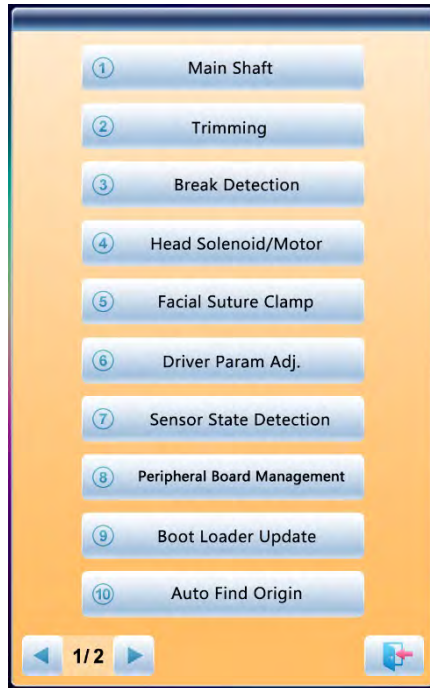 ① Main Shaft
② Trimming
③ Break Detection
④ Head Solenoid/Motor
⑤ Facial Suture Clamp
⑥ Driver Param Adj.
⑦ Sensor State Detection
⑧ Peripheral Board Management
⑨ Boot Loader Update
⑩ Auto Find Origin
1/2